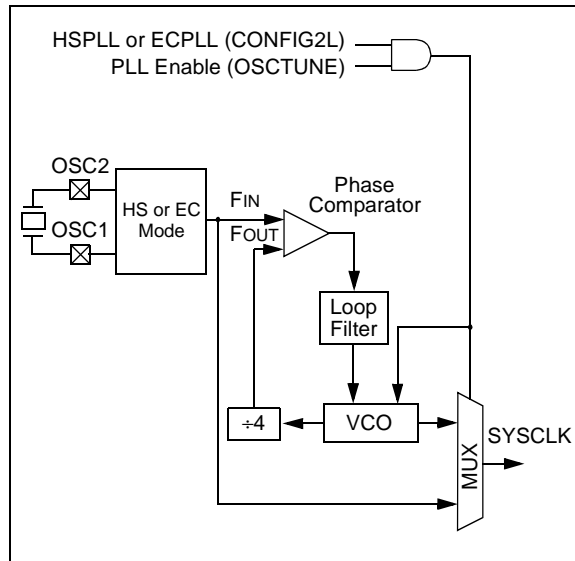 HSPLL or ECPLL (CONFIG2L)
PLL Enable (OSCTUNE)
OSC2
OSC1
HS or EC
Mode
FIN
FOUT
Phase
Comparator
Loop
Filter
÷4
VCO
MUX
SYSCLK